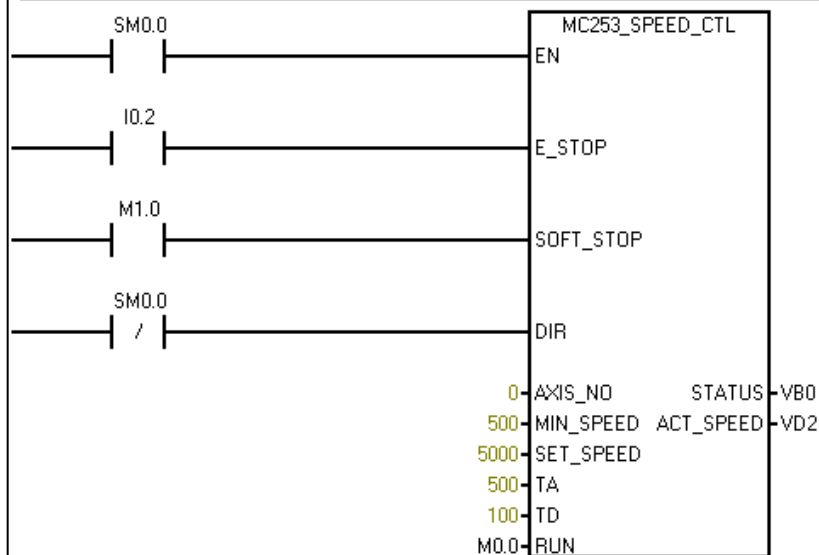 SM0.0
MC253_SPEED_CTL
EN
I0.2
E_STOP
M1.0
SOFT_STOP
SM0.0
/
DIR
0 AXIS_NO STATUS VB0
500 MIN_SPEED ACT_SPEED VD2
5000 SET_SPEED
500 TA
100 TD
M0.0 RUN